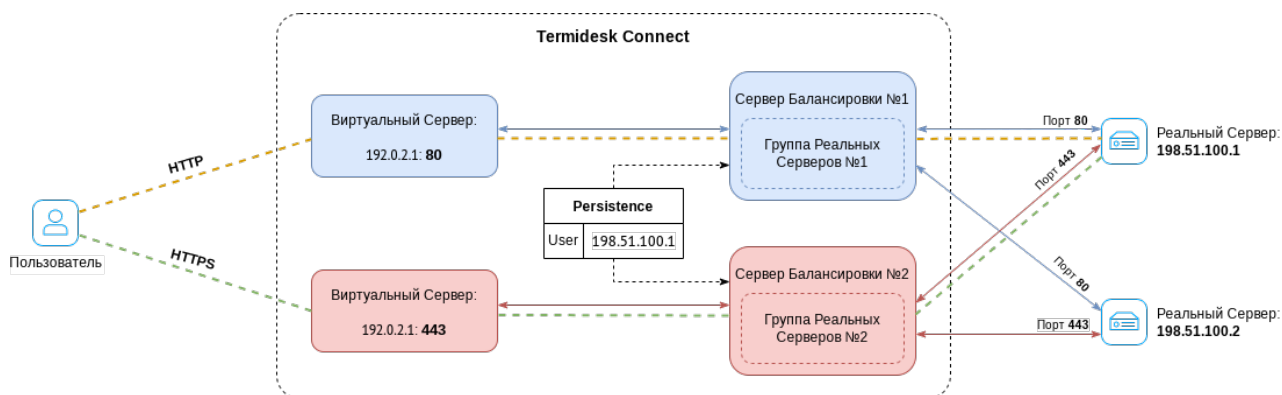 Termidesk Connect
Виртуальный Сервер:
192.0.2.1: 80
Сервер Балансировки №1
Группа Реальных
Серверов №1
Порт 80
Реальный Сервер:
198.51.100.1
HTTP
Порт 443
Persistence
User
198.51.100.1
Пользователь
HTTPS
Виртуальный Сервер:
192.0.2.1: 443
Сервер Балансировки №2
Группа Реальных
Серверов №2
Порт 80
Порт 443
Реальный Сервер:
198.51.100.2